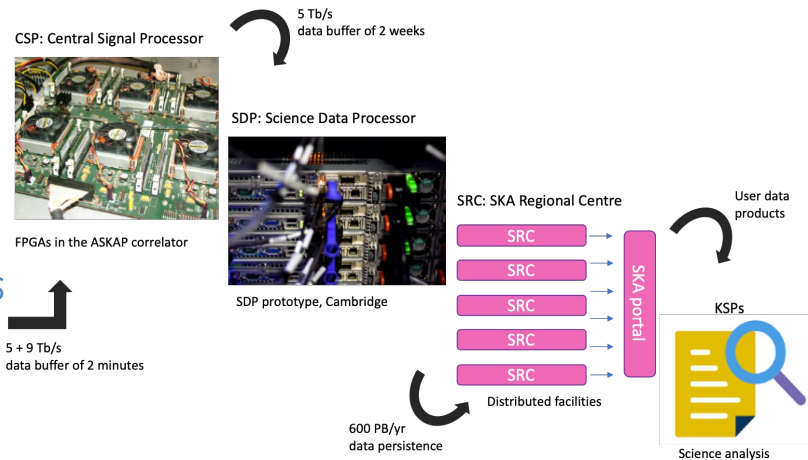 5 Tb/s
data buffer of 2 weeks
CSP: Central Signal Processor
SDP: Science Data Processor
FPGAs in the ASKAP correlator
S
5 + 9 Tb/s
data buffer of 2 minutes
SDP prototype, Cambridge
SRC: SKA Regional Centre
SRC
SRC
SRC
SRC
SRC
Distributed facilities
600 PB/yr
data persistence
SKA portal
User data
products
KSPs
Science analysis